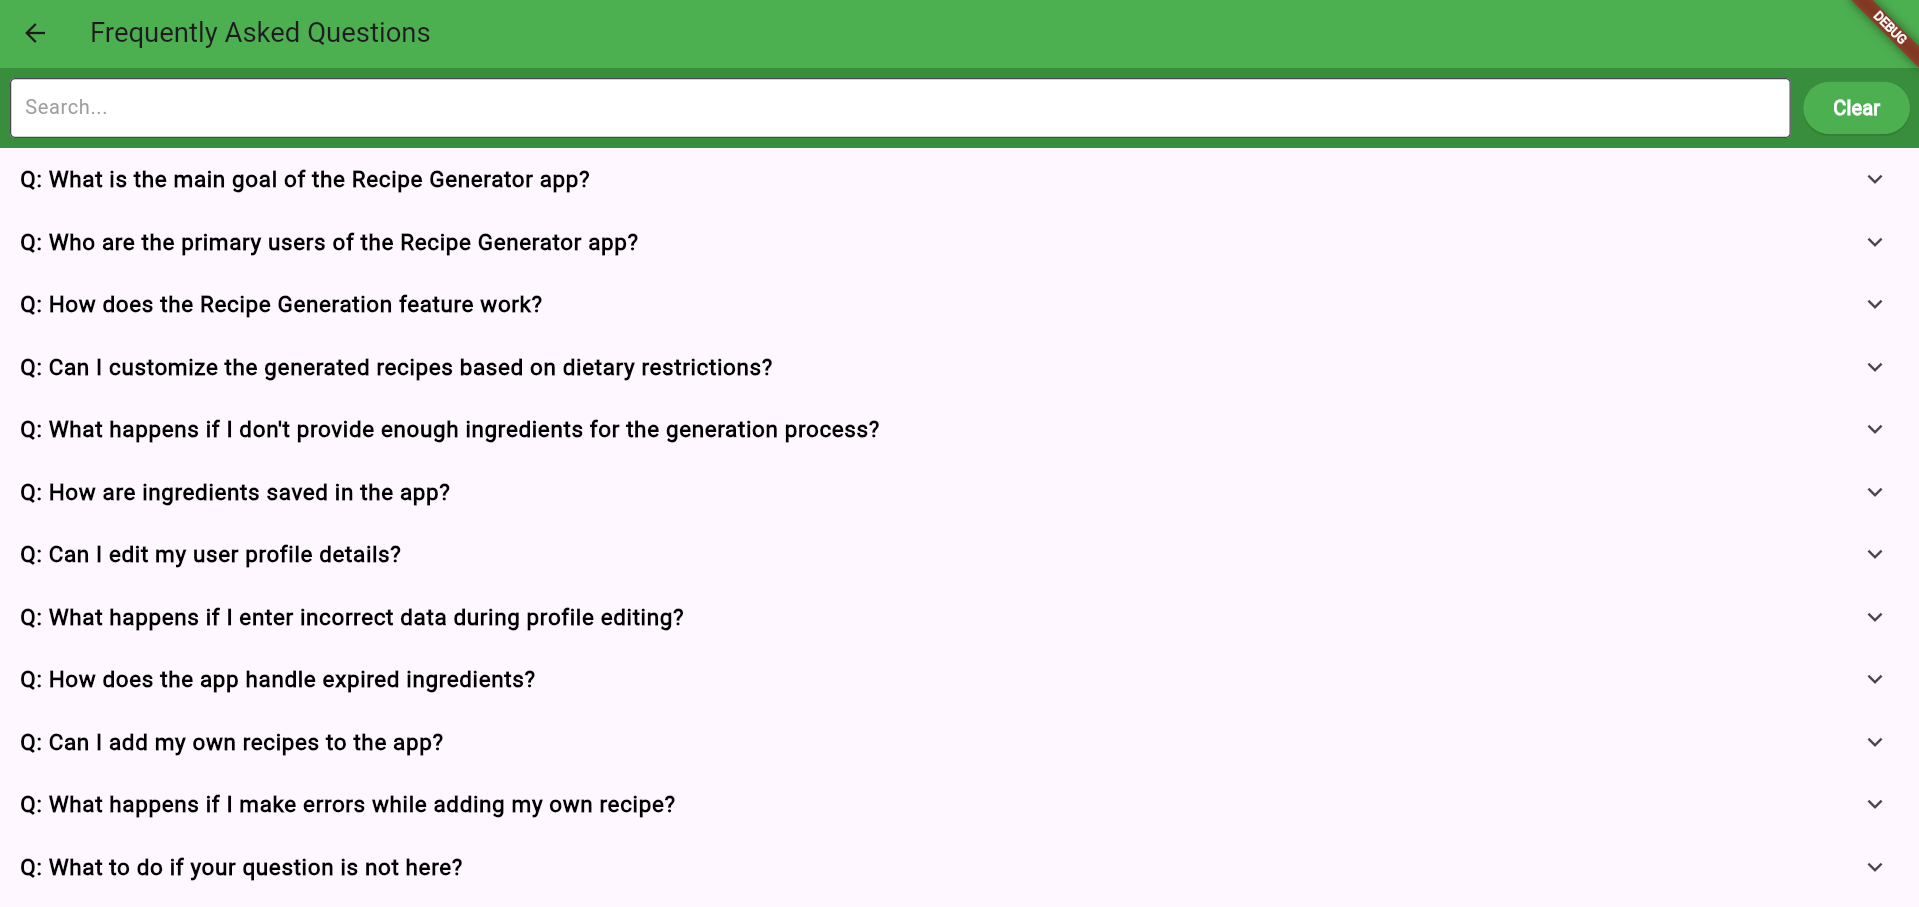 Frequently Asked Questions
DEBUG
Search...
Clear
Q: What is the main goal of the Recipe Generator app?
Q: Who are the primary users of the Recipe Generator app?
Q: How does the Recipe Generation feature work?
Q: Can I customize the generated recipes based on dietary restrictions?
Q: What happens if I don't provide enough ingredients for the generation process?
Q: How are ingredients saved in the app?
Q: Can I edit my user profile details?
Q: What happens if I enter incorrect data during profile editing?
Q: How does the app handle expired ingredients?
Q: Can I add my own recipes to the app?
Q: What happens if I make errors while adding my own recipe?
Q: What to do if your question is not here?